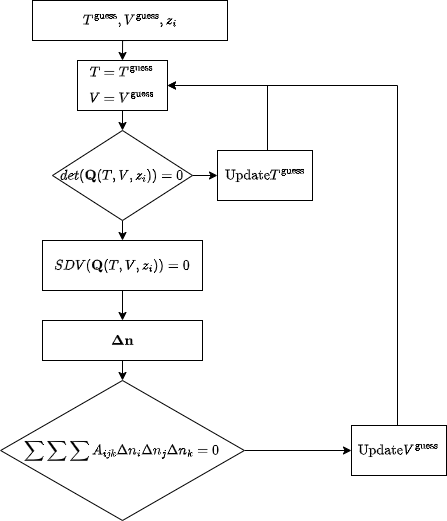 T^guess, V^guess, z_i
T = T^guess
V = V^guess
det(Q(T, V, z_i)) = 0
UpdateT^guess
SDV(Q(T, V, z_i)) = 0
Δn
∑∑∑ A_ijk Δn_i Δn_j Δn_k = 0
UpdateV^guess